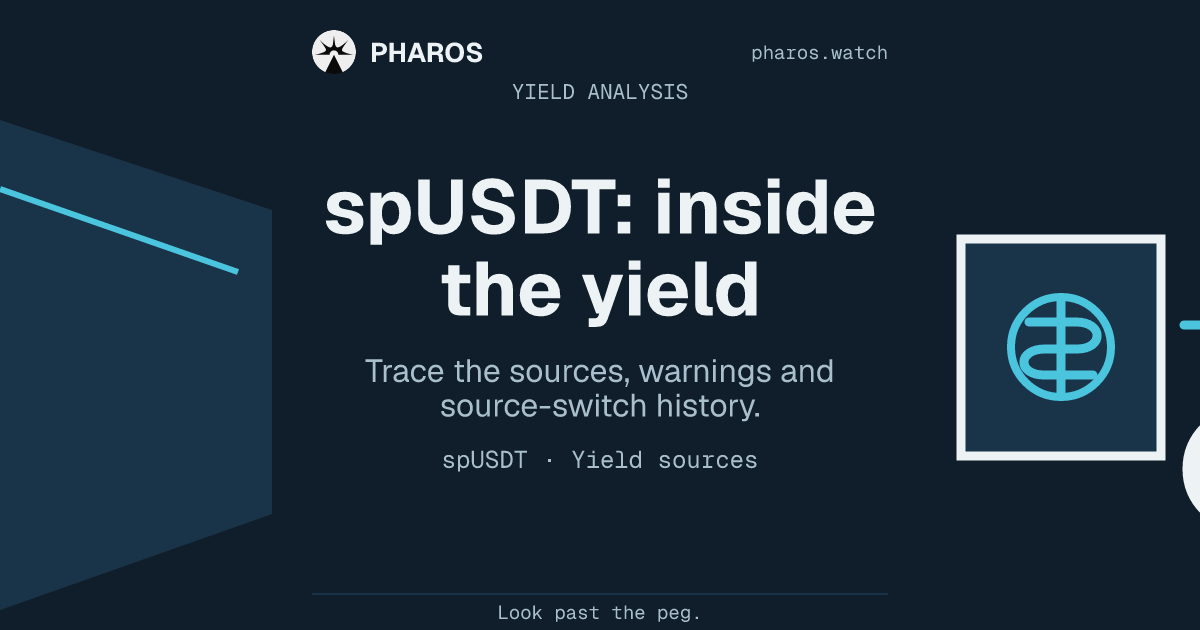 PHAROS
pharos.watch
YIELD ANALYSIS
spUSDT: inside
the yield
Trace the sources, warnings and
source-switch history.
spUSDT · Yield sources
Look past the peg.